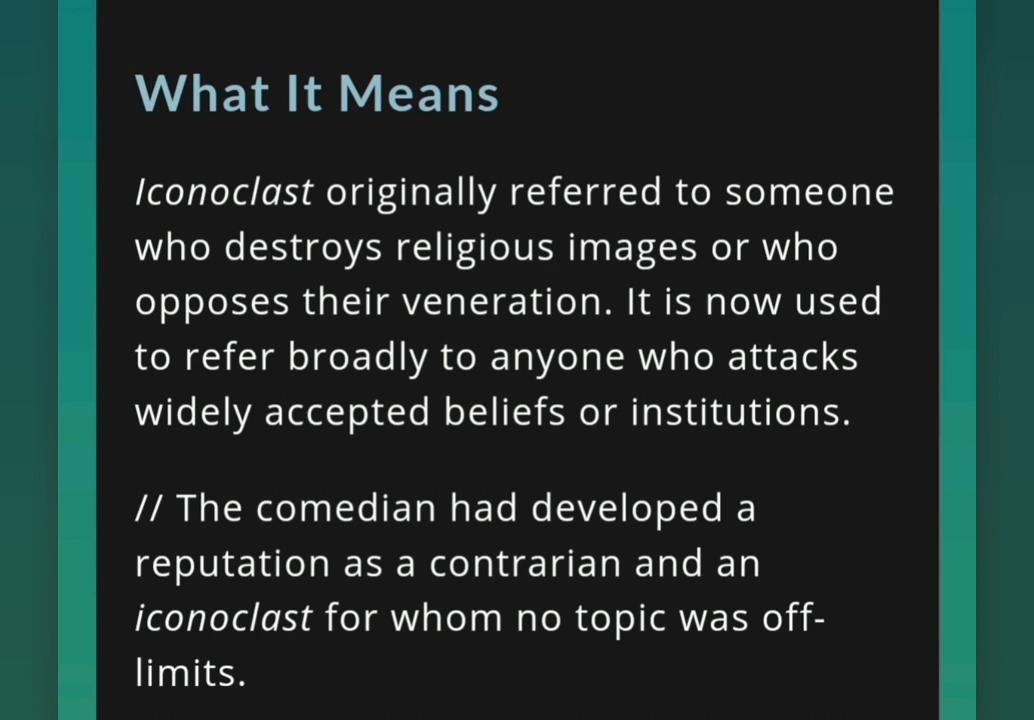 What It Means
Iconoclast originally referred to someone
who destroys religious images or who
opposes their veneration. It is now used
to refer broadly to anyone who attacks
widely accepted beliefs or institutions.
// The comedian had developed a
reputation as a contrarian and an
iconoclast for whom no topic was off-
limits.